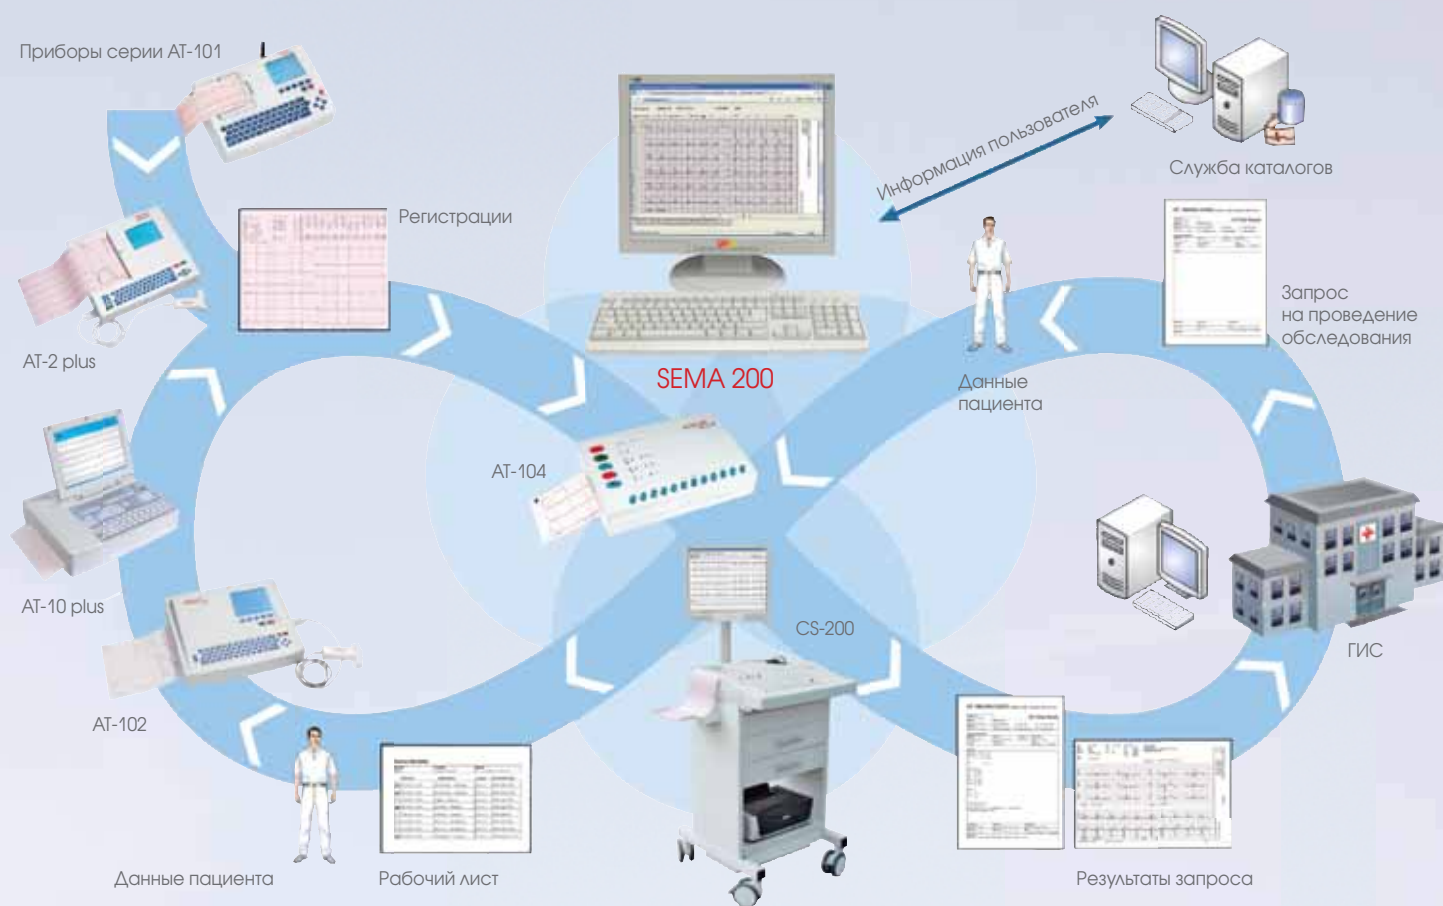 Приборы серии AT-101
Информация пользователя
Служба каталогов
Регистрации
AT-2 plus
SEMA 200
Данные
пациента
Запрос
на проведение
обследования
AT-104
AT-10 plus
CS-200
ГИС
AT-102
Данные пациента
Рабочий лист
Результаты запроса